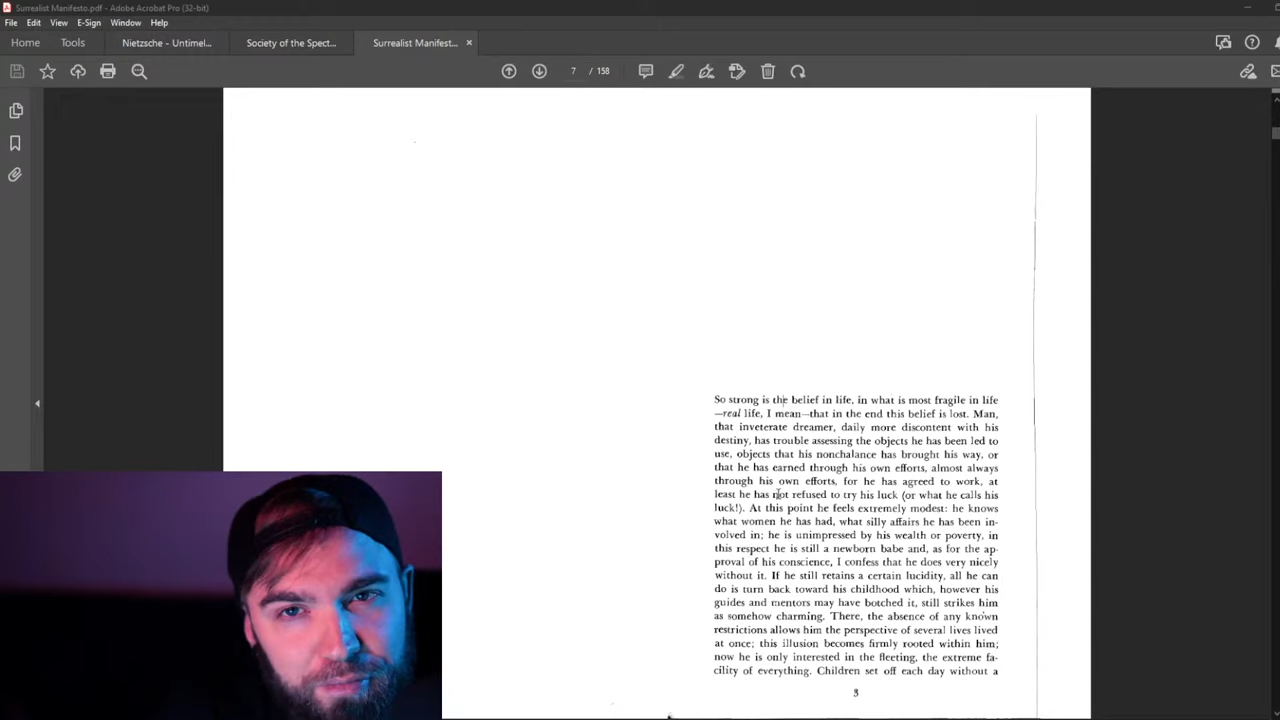 Surrealist Manifesto.pdf - Adobe Acrobat Pro (32-bit)
File Edit View E-Sign Window Help
Home Tools Nietzsche - Untimel... Society of the Spect... Surrealist Manifest... ×
7 / 158
So strong is the belief in life, in what is most fragile in life
—real life, I mean—that in the end this belief is lost. Man,
that inveterate dreamer, daily more discontent with his
destiny, has trouble assessing the objects he has been led to
use, objects that his nonchalance has brought his way, or
that he has earned through his own efforts, almost always
through his own efforts, for he has agreed to work, at
least he has not refused to try his luck (or what he calls his
luck!). At this point he feels extremely modest: he knows
what women he has had, what silly affairs he has been in-
volved in; he is unimpressed by his wealth or poverty, in
this respect he is still a newborn babe and, as for the ap-
proval of his conscience, I confess that he does very nicely
without it. If he still retains a certain lucidity, all he can
do is turn back toward his childhood which, however his
guides and mentors may have botched it, still strikes him
as somehow charming. There, the absence of any known
restrictions allows him the perspective of several lives lived
at once; this illusion becomes firmly rooted within him;
now he is only interested in the fleeting, the extreme fa-
cility of everything. Children set off each day without a
3